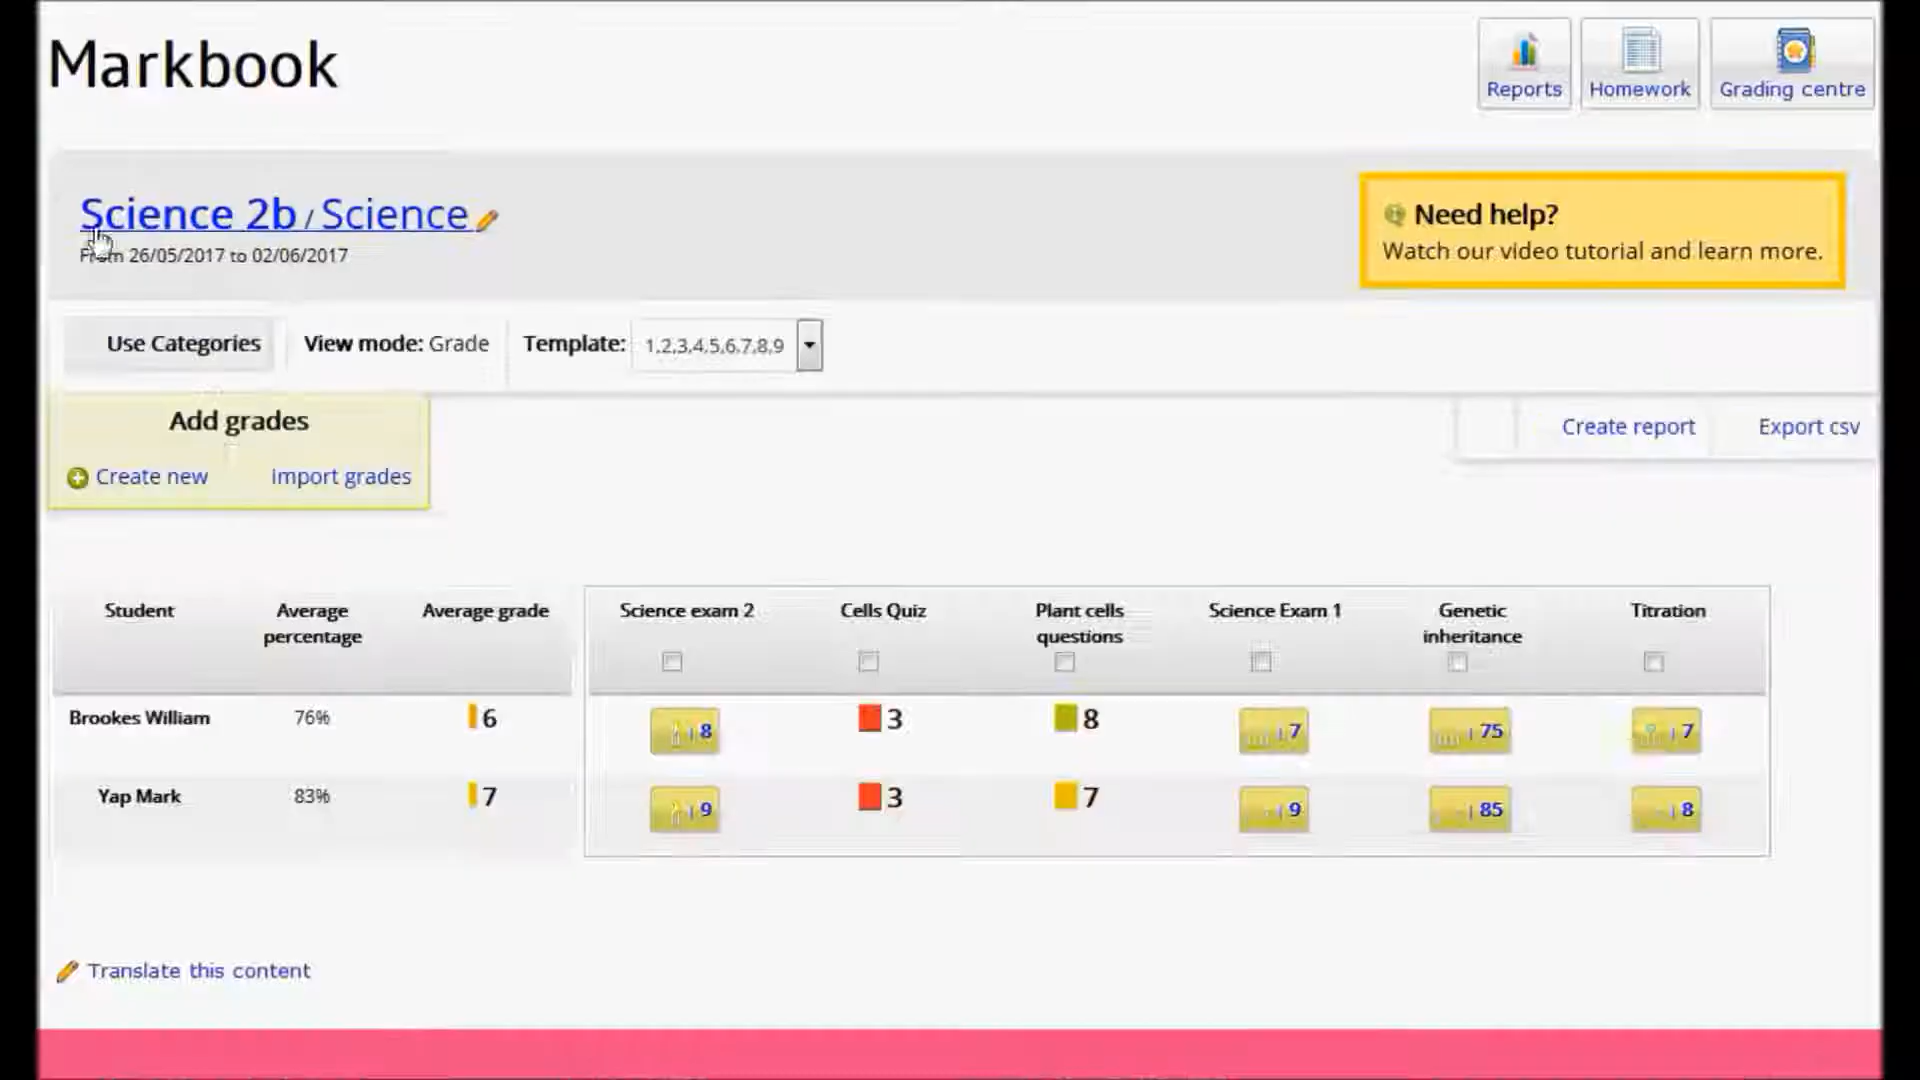 Markbook
Reports
Homework
Grading centre
Science 2b / Science
From 26/05/2017 to 02/06/2017
Need help?
Watch our video tutorial and learn more.
Use Categories
View mode: Grade
Template: 1,2,3,4,5,6,7,8,9
Add grades
Create new
Import grades
Create report
Export csv
Student
Average percentage
Average grade
Science exam 2
Cells Quiz
Plant cells questions
Science Exam 1
Genetic inheritance
Titration
Brookes William 76% 6 8 3 8 7 75 7
Yap Mark 83% 7 9 3 7 9 85 8
Translate this content